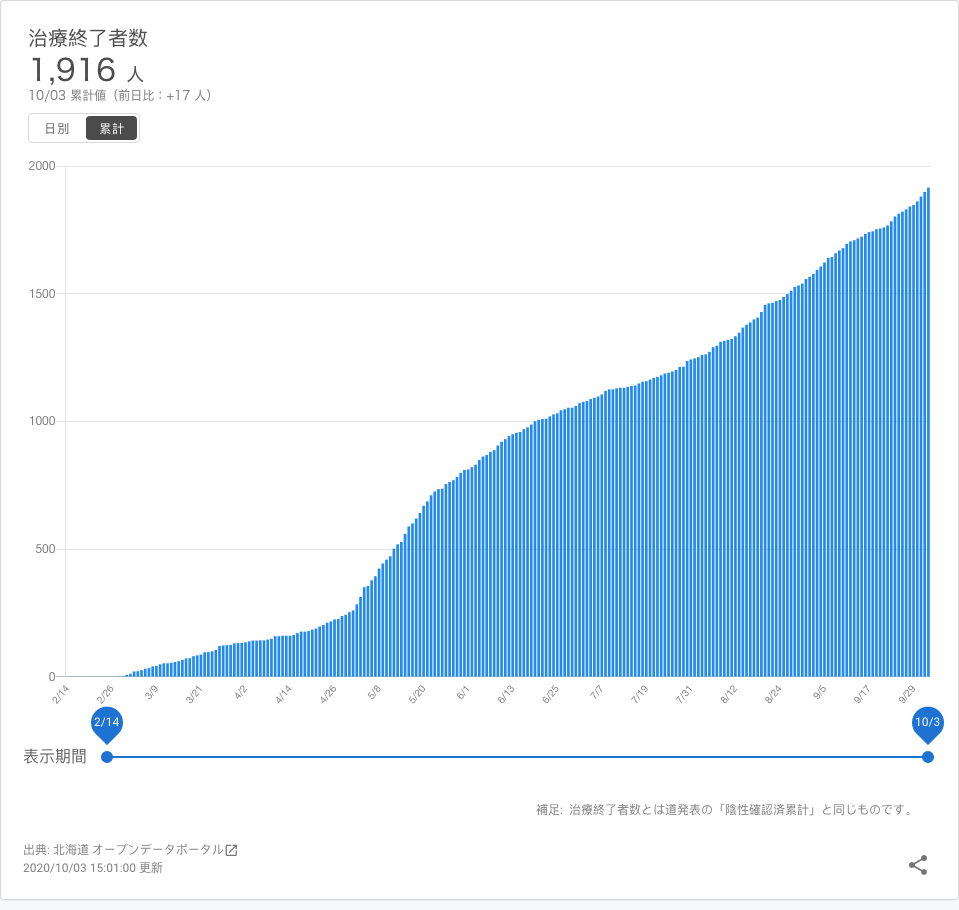 治療終了者数
1,916 人
10/03 累計値（前日比：+17 人）
日別 累計
2000
1500
1000
500
0
2/14 2/26 3/9 3/21 4/2 4/14 4/26 5/8 5/20 6/1 6/13 6/25 7/7 7/19 7/31 8/12 8/24 9/5 9/17 9/29
2/14 10/3
表示期間
補足: 治療終了者数とは道発表の「陰性確認済累計」と同じものです。
出典: 北海道 オープンデータポータル
2020/10/03 15:01:00 更新